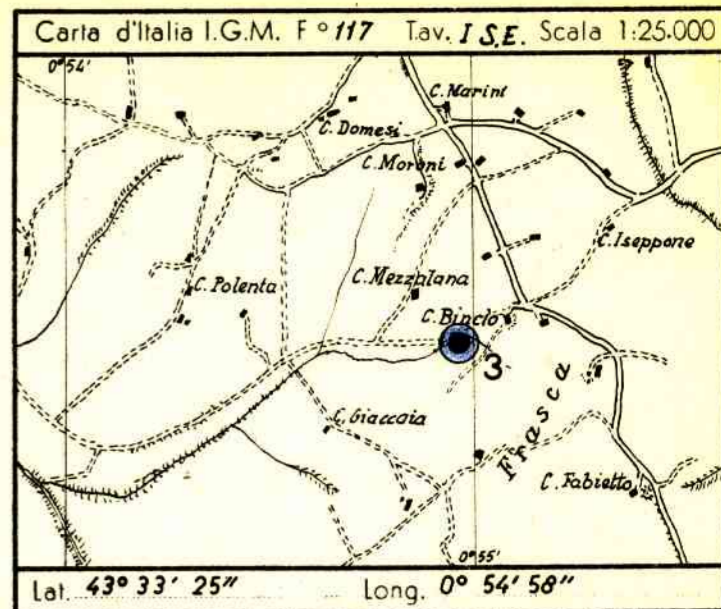 Carta d'Italia I.G.M. F° 117 Tav. I S.E. Scala 1:25.000
0° 54'
C. Marini
C. Domesi
C. Moroni
C. Iseppone
C. Polenta
C. Mezzalana
C. Bincio
3
Frasca
C. Giaccaia
C. Fabietto
0° 55'
Lat. 43° 33' 25" Long. 0° 54' 58"